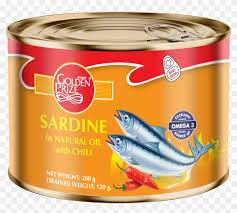 GOLDEN
PRIZE
SARDINE
in NATURAL OIL
with CHILI
OMEGA 3
NET WEIGHT: 200 g
DRAINED WEIGHT: 120 g